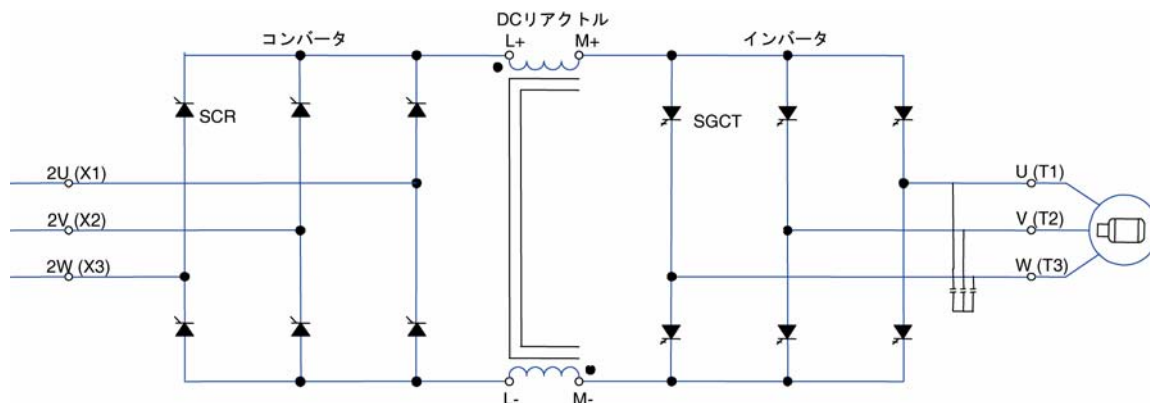 DCリアクトル
コンバータ
L+
M+
インバータ
SCR
SGCT
2U (X1)
U (T1)
2V (X2)
V (T2)
2W (X3)
W (T3)
L-
M-